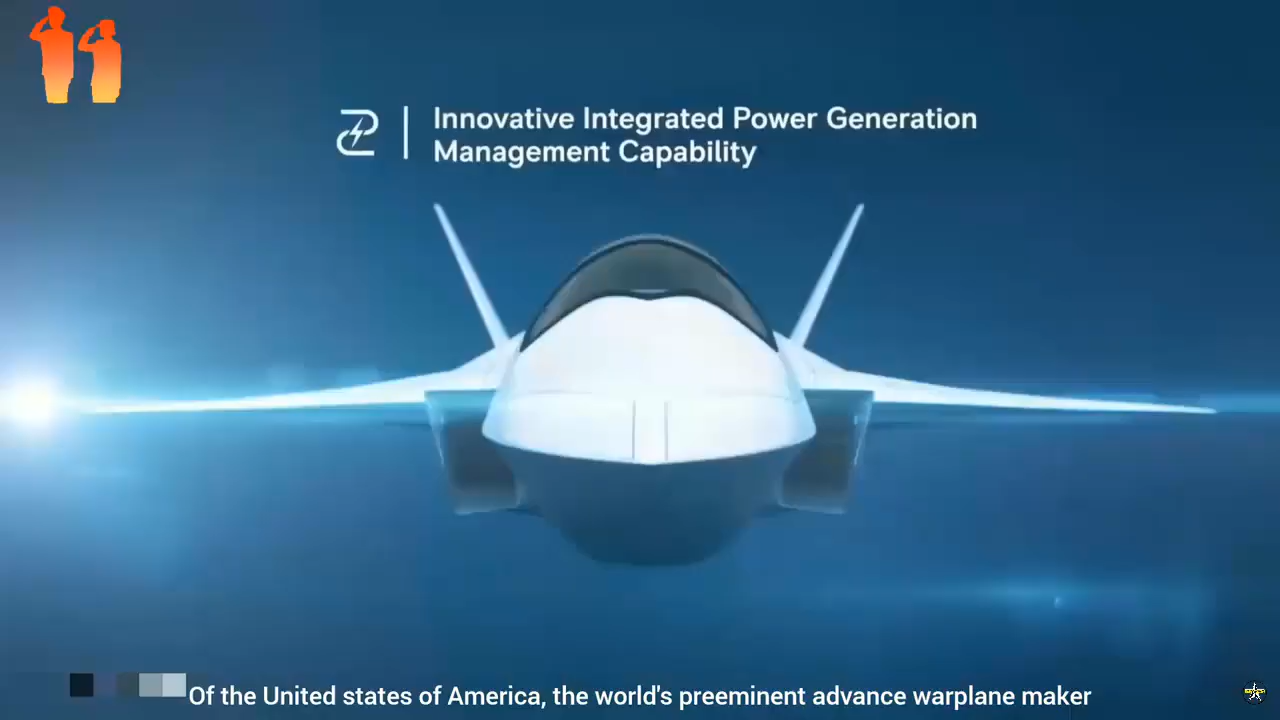 Innovative Integrated Power Generation
Management Capability
Of the United states of America, the world's preeminent advance warplane maker